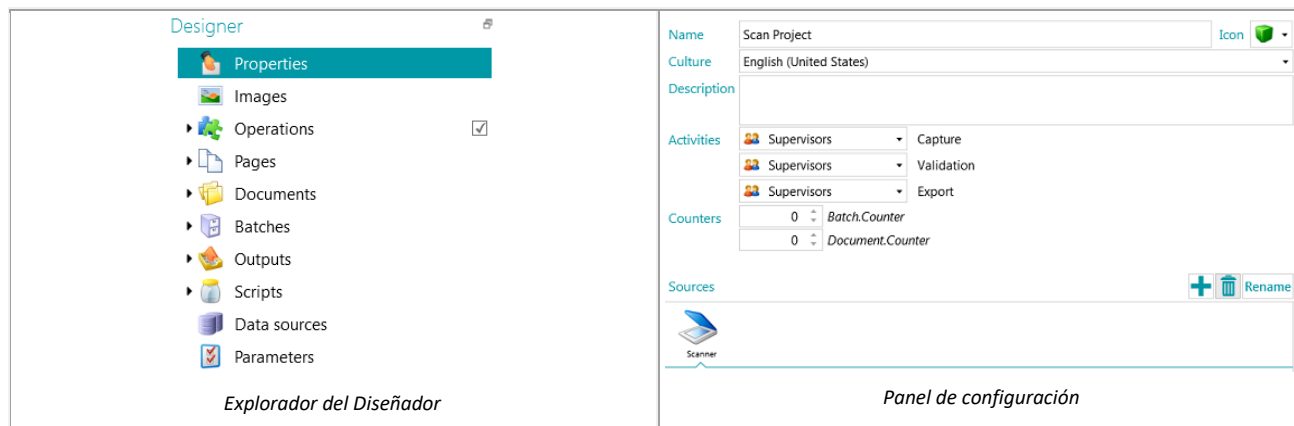 Designer
Properties
Images
Operations
Pages
Documents
Batches
Outputs
Scripts
Data sources
Parameters
Explorador del Diseñador
Name Scan Project Icon
Culture English (United States)
Description
Activities Supervisors Capture
Supervisors Validation
Supervisors Export
Counters 0 Batch.Counter
0 Document.Counter
Sources Rename
Scanner
Panel de configuración